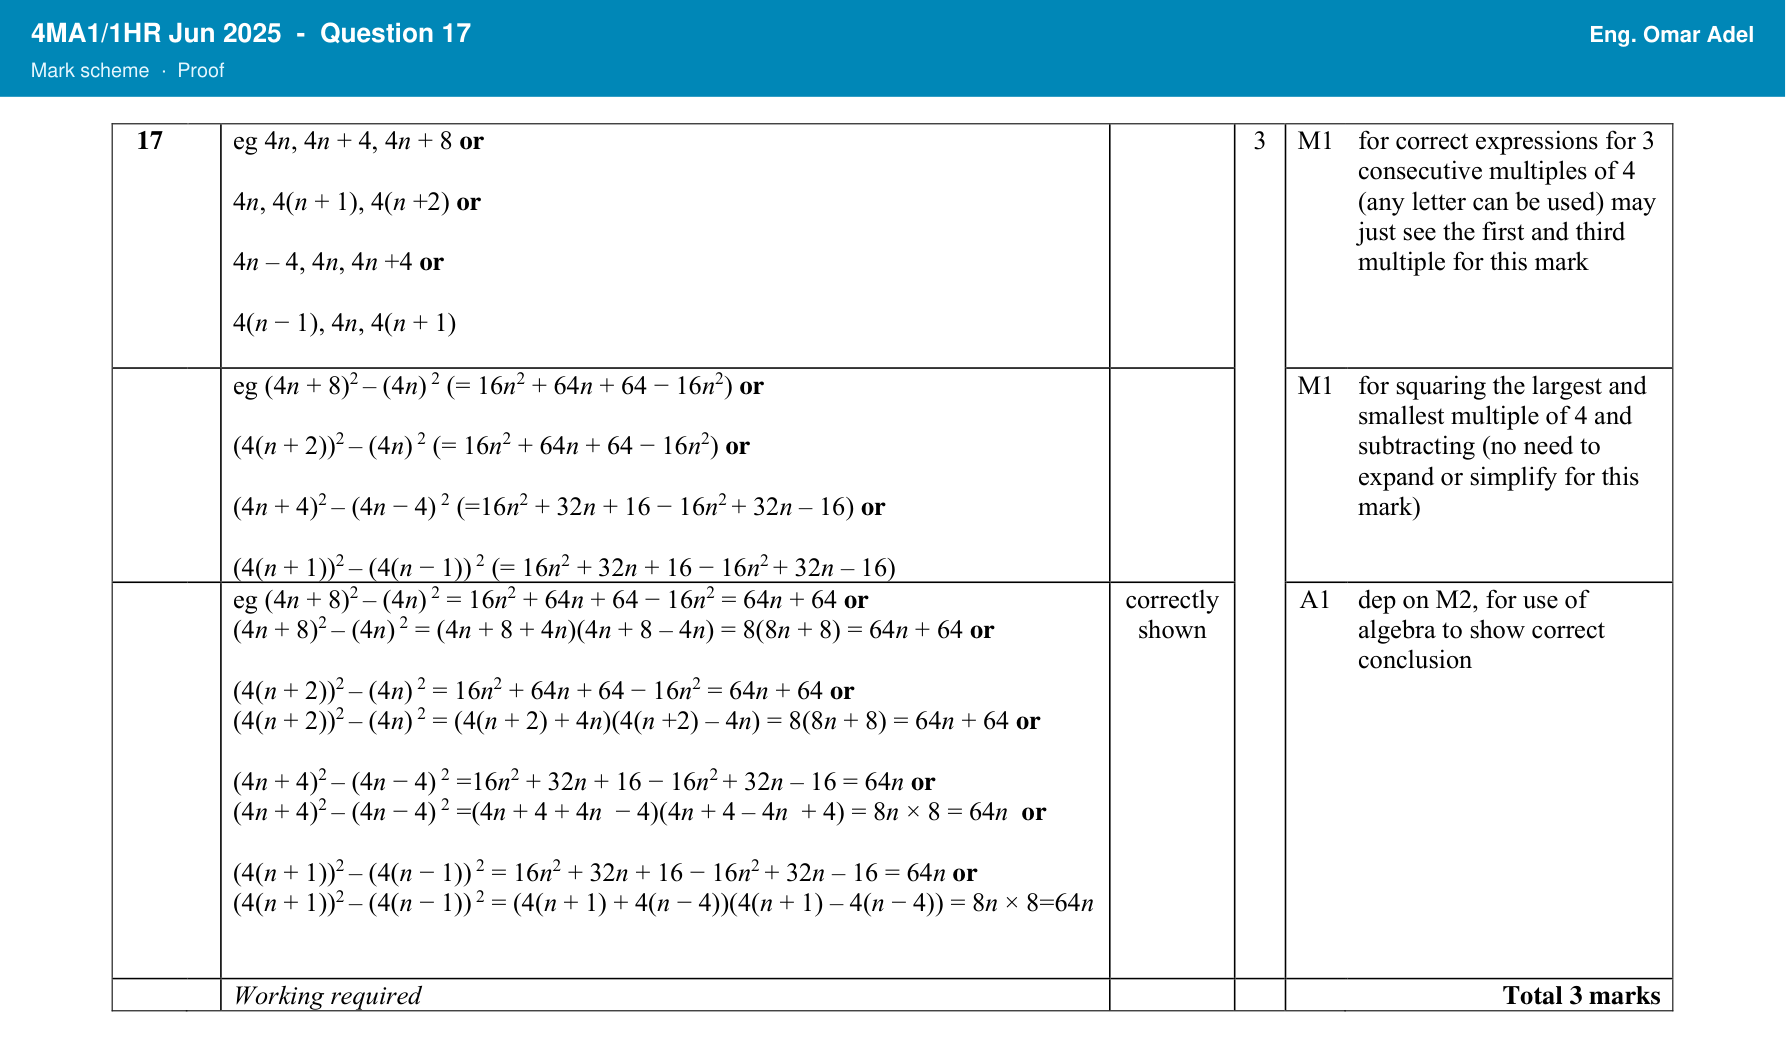 4MA1/1HR Jun 2025 - Question 17
Eng. Omar Adel
Mark scheme · Proof
17
eg 4n, 4n + 4, 4n + 8 or
4n, 4(n + 1), 4(n +2) or
4n – 4, 4n, 4n +4 or
4(n − 1), 4n, 4(n + 1)
3
M1
for correct expressions for 3
consecutive multiples of 4
(any letter can be used) may
just see the first and third
multiple for this mark
eg (4n + 8)² – (4n)² (= 16n² + 64n + 64 − 16n²) or
(4(n + 2))² – (4n)² (= 16n² + 64n + 64 − 16n²) or
(4n + 4)² – (4n − 4)² (=16n² + 32n + 16 − 16n² + 32n – 16) or
(4(n + 1))² – (4(n − 1))² (= 16n² + 32n + 16 − 16n² + 32n – 16)
M1
for squaring the largest and
smallest multiple of 4 and
subtracting (no need to
expand or simplify for this
mark)
eg (4n + 8)² – (4n)² = 16n² + 64n + 64 − 16n² = 64n + 64 or
(4n + 8)² – (4n)² = (4n + 8 + 4n)(4n + 8 – 4n) = 8(8n + 8) = 64n + 64 or
(4(n + 2))² – (4n)² = 16n² + 64n + 64 − 16n² = 64n + 64 or
(4(n + 2))² – (4n)² = (4(n + 2) + 4n)(4(n +2) – 4n) = 8(8n + 8) = 64n + 64 or
(4n + 4)² – (4n − 4)² =16n² + 32n + 16 − 16n² + 32n – 16 = 64n or
(4n + 4)² – (4n − 4)² =(4n + 4 + 4n − 4)(4n + 4 – 4n + 4) = 8n × 8 = 64n or
(4(n + 1))² – (4(n − 1))² = 16n² + 32n + 16 − 16n² + 32n – 16 = 64n or
(4(n + 1))² – (4(n − 1))² = (4(n + 1) + 4(n − 4))(4(n + 1) – 4(n − 4)) = 8n × 8=64n
correctly
shown
A1
dep on M2, for use of
algebra to show correct
conclusion
Working required
Total 3 marks